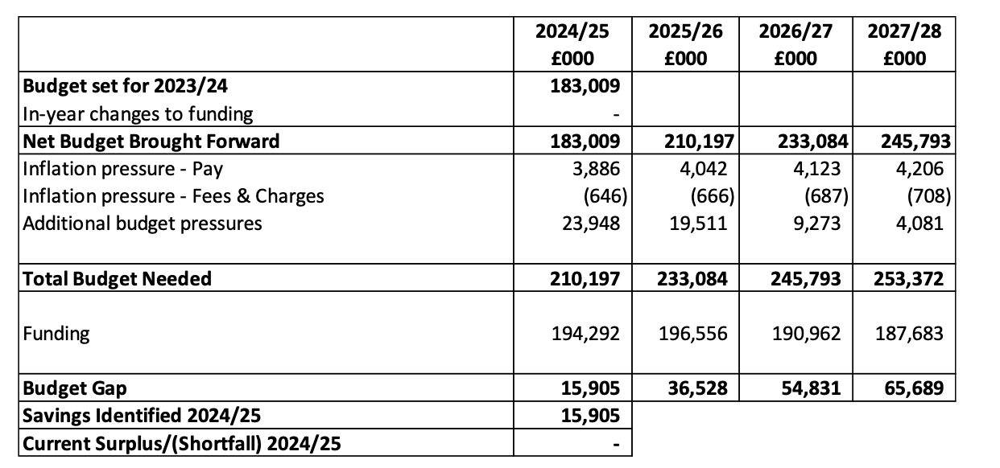 2024/25 2025/26 2026/27 2027/28
£000 £000 £000 £000
Budget set for 2023/24 183,009
In-year changes to funding -
Net Budget Brought Forward 183,009 210,197 233,084 245,793
Inflation pressure - Pay 3,886 4,042 4,123 4,206
Inflation pressure - Fees & Charges (646) (666) (687) (708)
Additional budget pressures 23,948 19,511 9,273 4,081
Total Budget Needed 210,197 233,084 245,793 253,372
Funding 194,292 196,556 190,962 187,683
Budget Gap 15,905 36,528 54,831 65,689
Savings Identified 2024/25 15,905
Current Surplus/(Shortfall) 2024/25 -